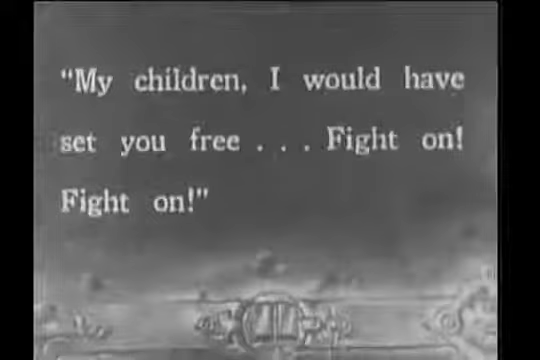 "My children, I would have
set you free . . . Fight on!
Fight on!"